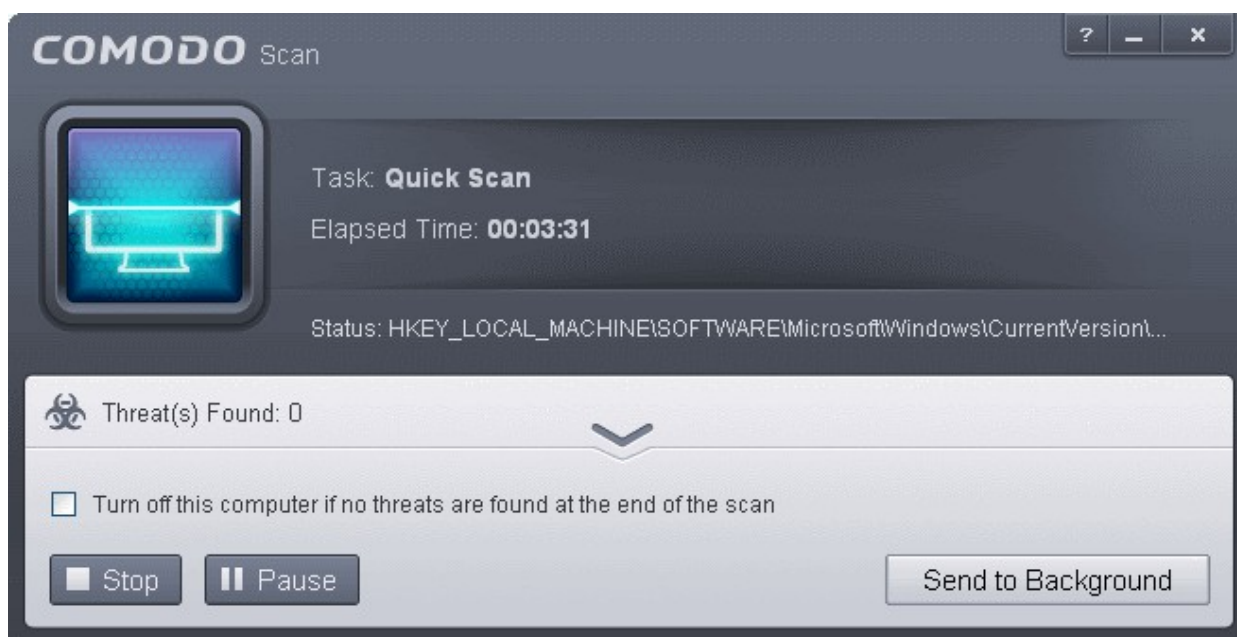 COMODO Scan
? – ×
Task: Quick Scan
Elapsed Time: 00:03:31
Status: HKEY_LOCAL_MACHINE\SOFTWARE\Microsoft\Windows\CurrentVersion\...
Threat(s) Found: 0
Turn off this computer if no threats are found at the end of the scan
Stop Pause Send to Background